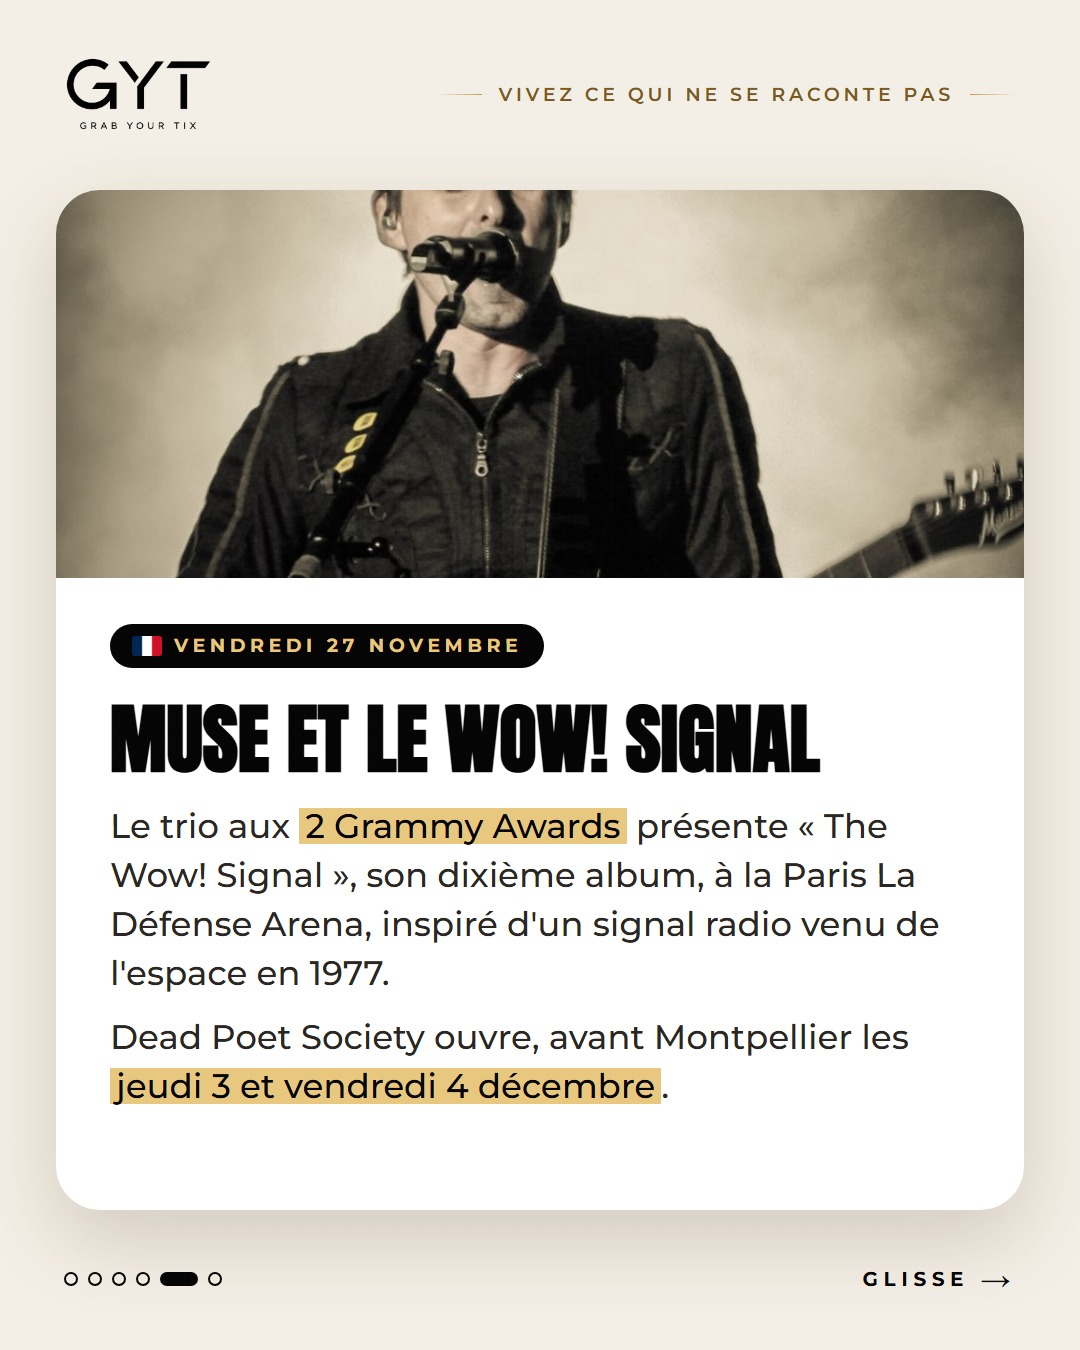 GYT
GRAB YOUR TIX
VIVEZ CE QUI NE SE RACONTE PAS
VENDREDI 27 NOVEMBRE
MUSE ET LE WOW! SIGNAL
Le trio aux 2 Grammy Awards présente « The
Wow! Signal », son dixième album, à la Paris La
Défense Arena, inspiré d'un signal radio venu de
l'espace en 1977.
Dead Poet Society ouvre, avant Montpellier les
jeudi 3 et vendredi 4 décembre.
GLISSE →